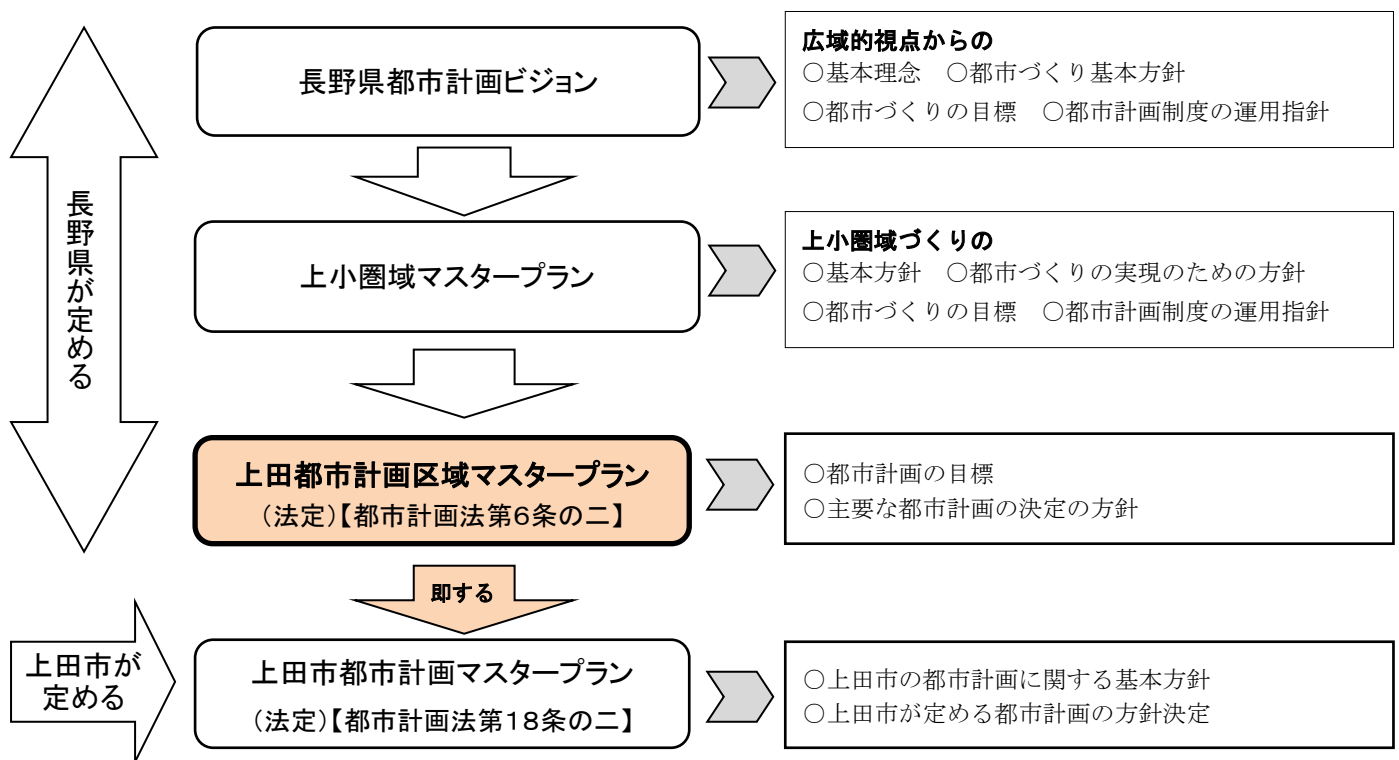 長野県が定める
長野県都市計画ビジョン
広域的視点からの
○基本理念　○都市づくり基本方針
○都市づくりの目標　○都市計画制度の運用指針
上小圏域マスタープラン
上小圏域づくりの
○基本方針　○都市づくりの実現のための方針
○都市づくりの目標　○都市計画制度の運用指針
上田都市計画区域マスタープラン
（法定）【都市計画法第６条の二】
○都市計画の目標
○主要な都市計画の決定の方針
即する
上田市が
定める
上田市都市計画マスタープラン
（法定）【都市計画法第１８条の二】
○上田市の都市計画に関する基本方針
○上田市が定める都市計画の方針決定